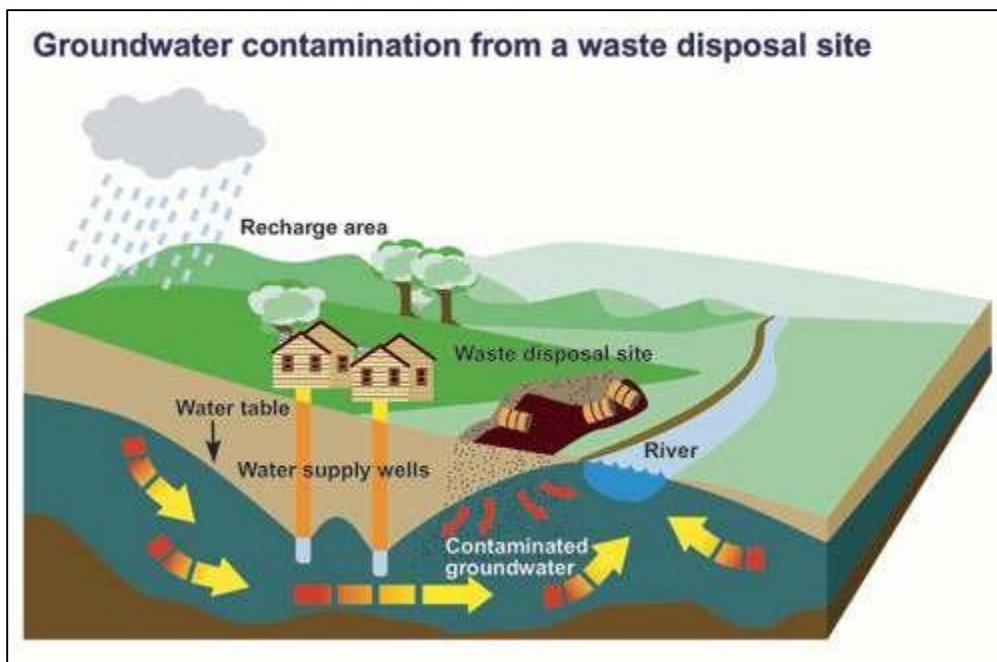 Groundwater contamination from a waste disposal site
Recharge area
Waste disposal site
Water table
River
Water supply wells
Contaminated
groundwater